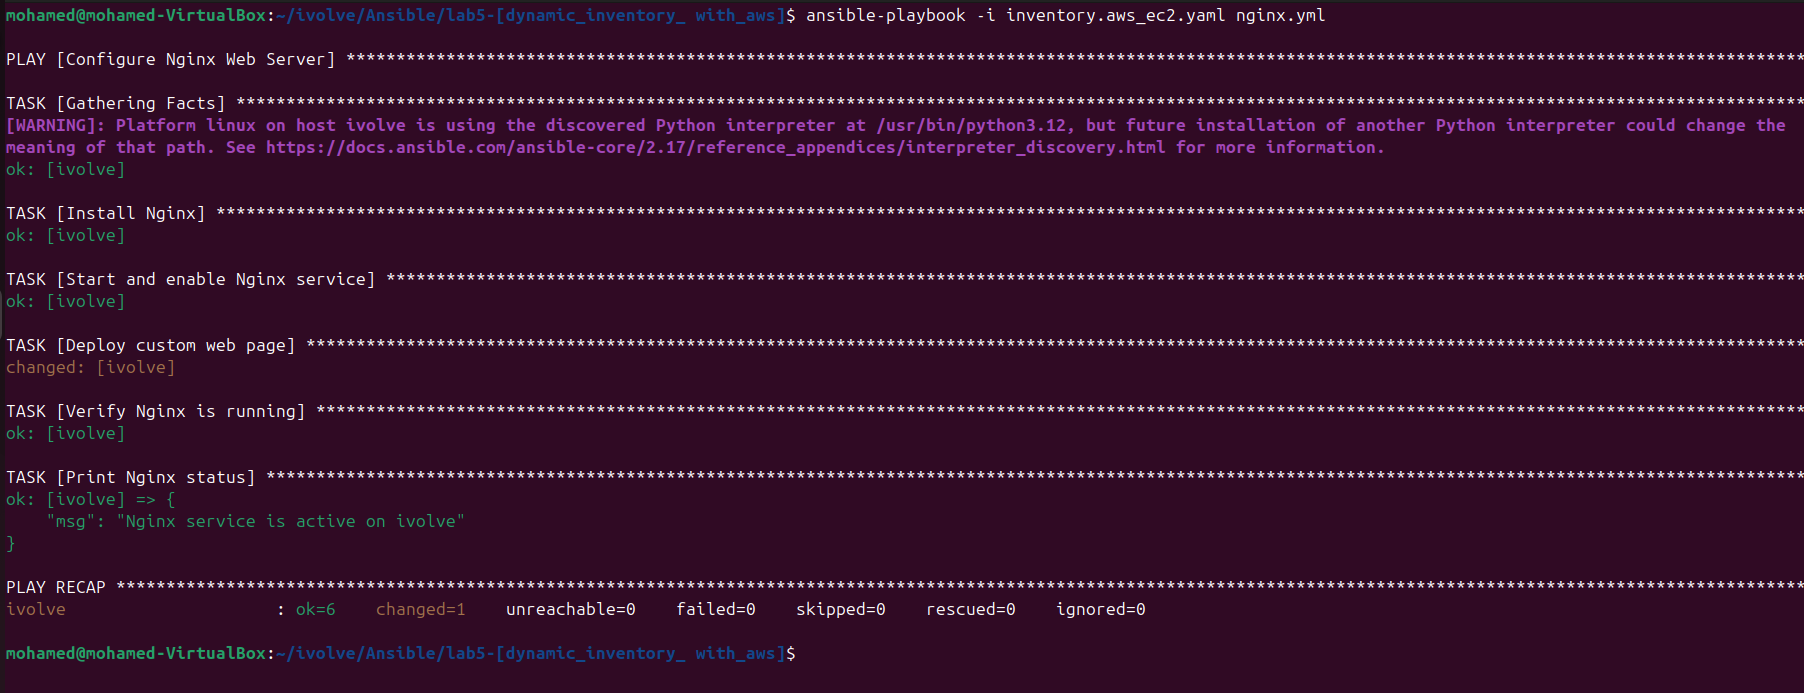 mohamed@mohamed-VirtualBox:~/ivolve/Ansible/lab5-[dynamic_inventory_ with_aws]$ ansible-playbook -i inventory.aws_ec2.yaml nginx.yml
PLAY [Configure Nginx Web Server] **************************************************************************************************************************************************
TASK [Gathering Facts] *************************************************************************************************************************************************************
[WARNING]: Platform linux on host ivolve is using the discovered Python interpreter at /usr/bin/python3.12, but future installation of another Python interpreter could change the
meaning of that path. See https://docs.ansible.com/ansible-core/2.17/reference_appendices/interpreter_discovery.html for more information.
ok: [ivolve]
TASK [Install Nginx] ***************************************************************************************************************************************************************
ok: [ivolve]
TASK [Start and enable Nginx service] **********************************************************************************************************************************************
ok: [ivolve]
TASK [Deploy custom web page] ******************************************************************************************************************************************************
changed: [ivolve]
TASK [Verify Nginx is running] *****************************************************************************************************************************************************
ok: [ivolve]
TASK [Print Nginx status] **********************************************************************************************************************************************************
ok: [ivolve] => {
    "msg": "Nginx service is active on ivolve"
}
PLAY RECAP *************************************************************************************************************************************************************************
ivolve                     : ok=6    changed=1    unreachable=0    failed=0    skipped=0    rescued=0    ignored=0
mohamed@mohamed-VirtualBox:~/ivolve/Ansible/lab5-[dynamic_inventory_ with_aws]$